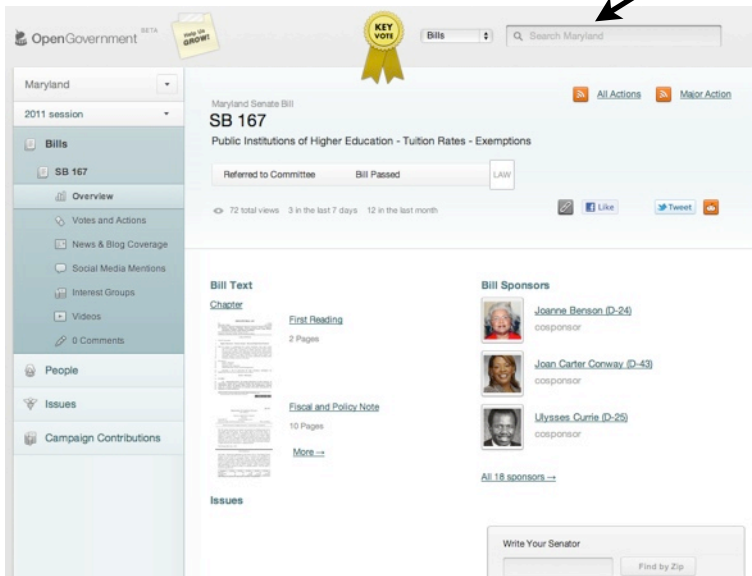 OpenGovernment BETA
Help Us
GROW!
KEY
VOTE
Bills
Search Maryland
Maryland
2011 session
Bills
SB 167
Overview
Votes and Actions
News & Blog Coverage
Social Media Mentions
Interest Groups
Videos
0 Comments
People
Issues
Campaign Contributions
All Actions
Major Action
Maryland Senate Bill
SB 167
Public Institutions of Higher Education - Tuition Rates - Exemptions
Referred to Committee
Bill Passed
LAW
72 total views 3 in the last 7 days 12 in the last month
Like
Tweet
Bill Text
Chapter
First Reading
2 Pages
Fiscal and Policy Note
10 Pages
More →
Issues
Bill Sponsors
Joanne Benson (D-24)
cosponsor
Joan Carter Conway (D-43)
cosponsor
Ulysses Currie (D-25)
cosponsor
All 18 sponsors →
Write Your Senator
Find by Zip